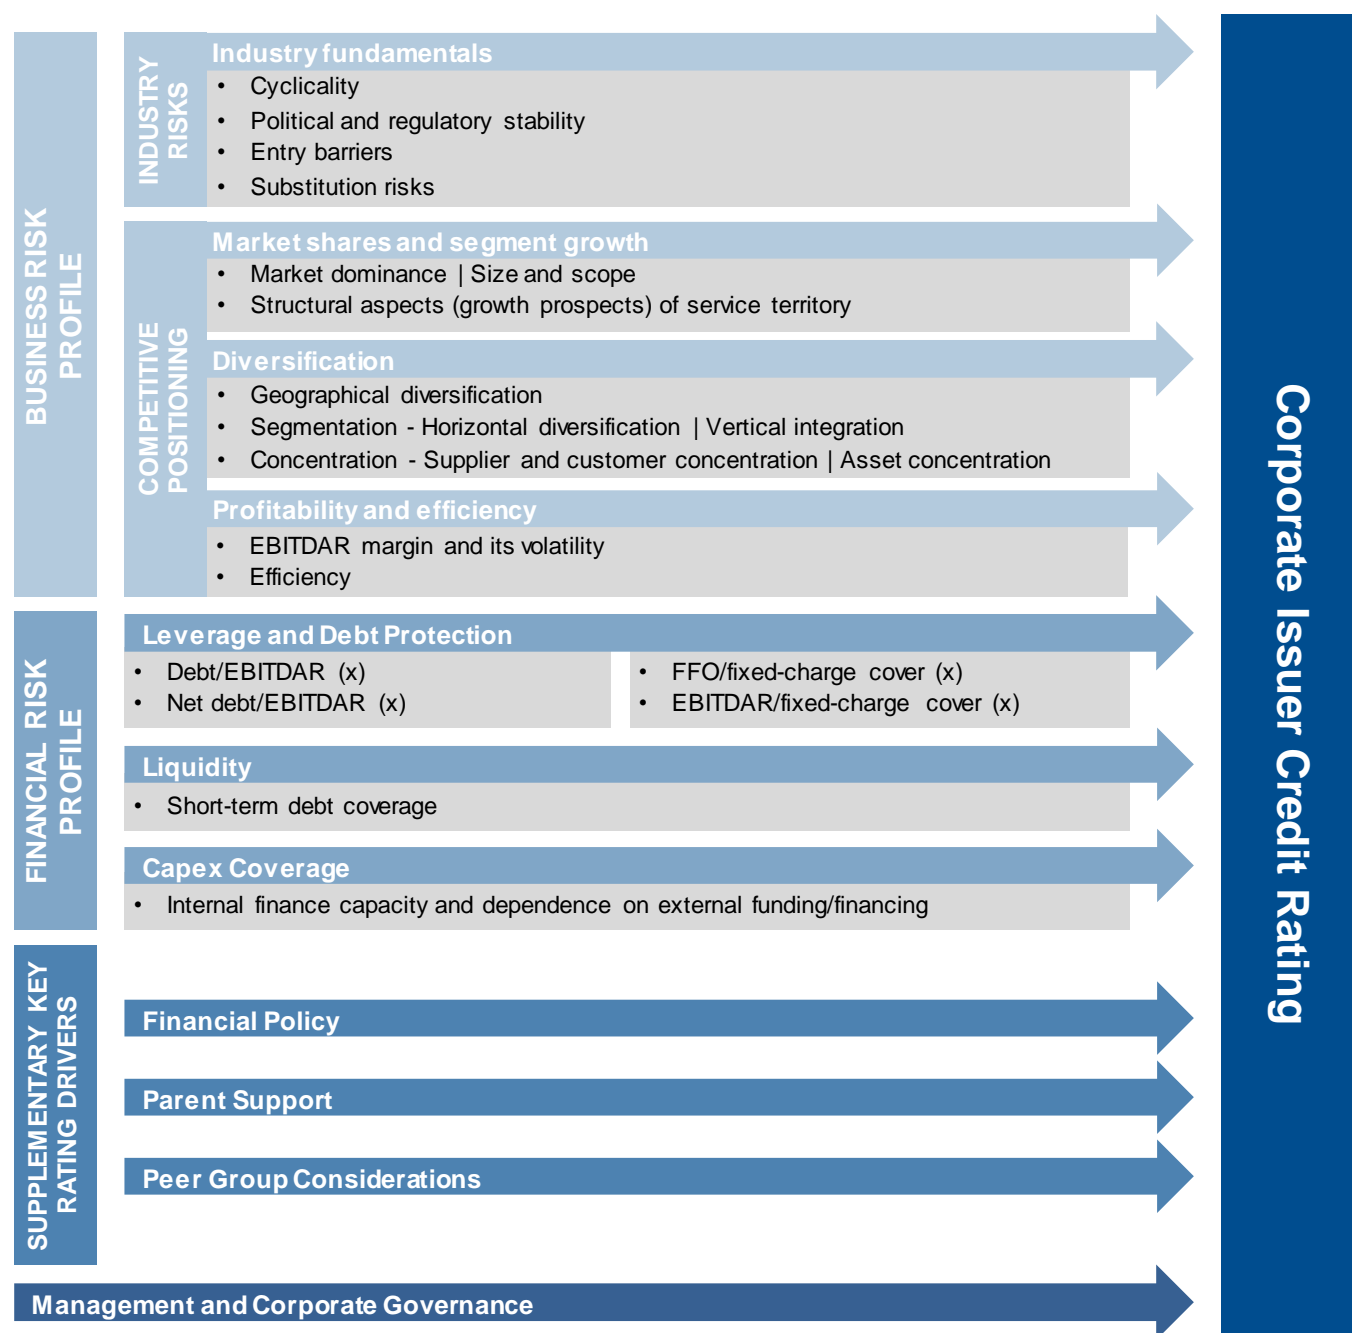 BUSINESS RISK
PROFILE
INDUSTRY
RISKS
Industry fundamentals
• Cyclicality
• Political and regulatory stability
• Entry barriers
• Substitution risks
COMPETITIVE
POSITIONING
Market shares and segment growth
• Market dominance | Size and scope
• Structural aspects (growth prospects) of service territory
Diversification
• Geographical diversification
• Segmentation - Horizontal diversification | Vertical integration
• Concentration - Supplier and customer concentration | Asset concentration
Profitability and efficiency
• EBITDAR margin and its volatility
• Efficiency
FINANCIAL RISK
PROFILE
Leverage and Debt Protection
• Debt/EBITDAR (x)
• Net debt/EBITDAR (x)
• FFO/fixed-charge cover (x)
• EBITDAR/fixed-charge cover (x)
Liquidity
• Short-term debt coverage
Capex Coverage
• Internal finance capacity and dependence on external funding/financing
SUPPLEMENTARY KEY
RATING DRIVERS
Financial Policy
Parent Support
Peer Group Considerations
Management and Corporate Governance
Corporate Issuer Credit Rating